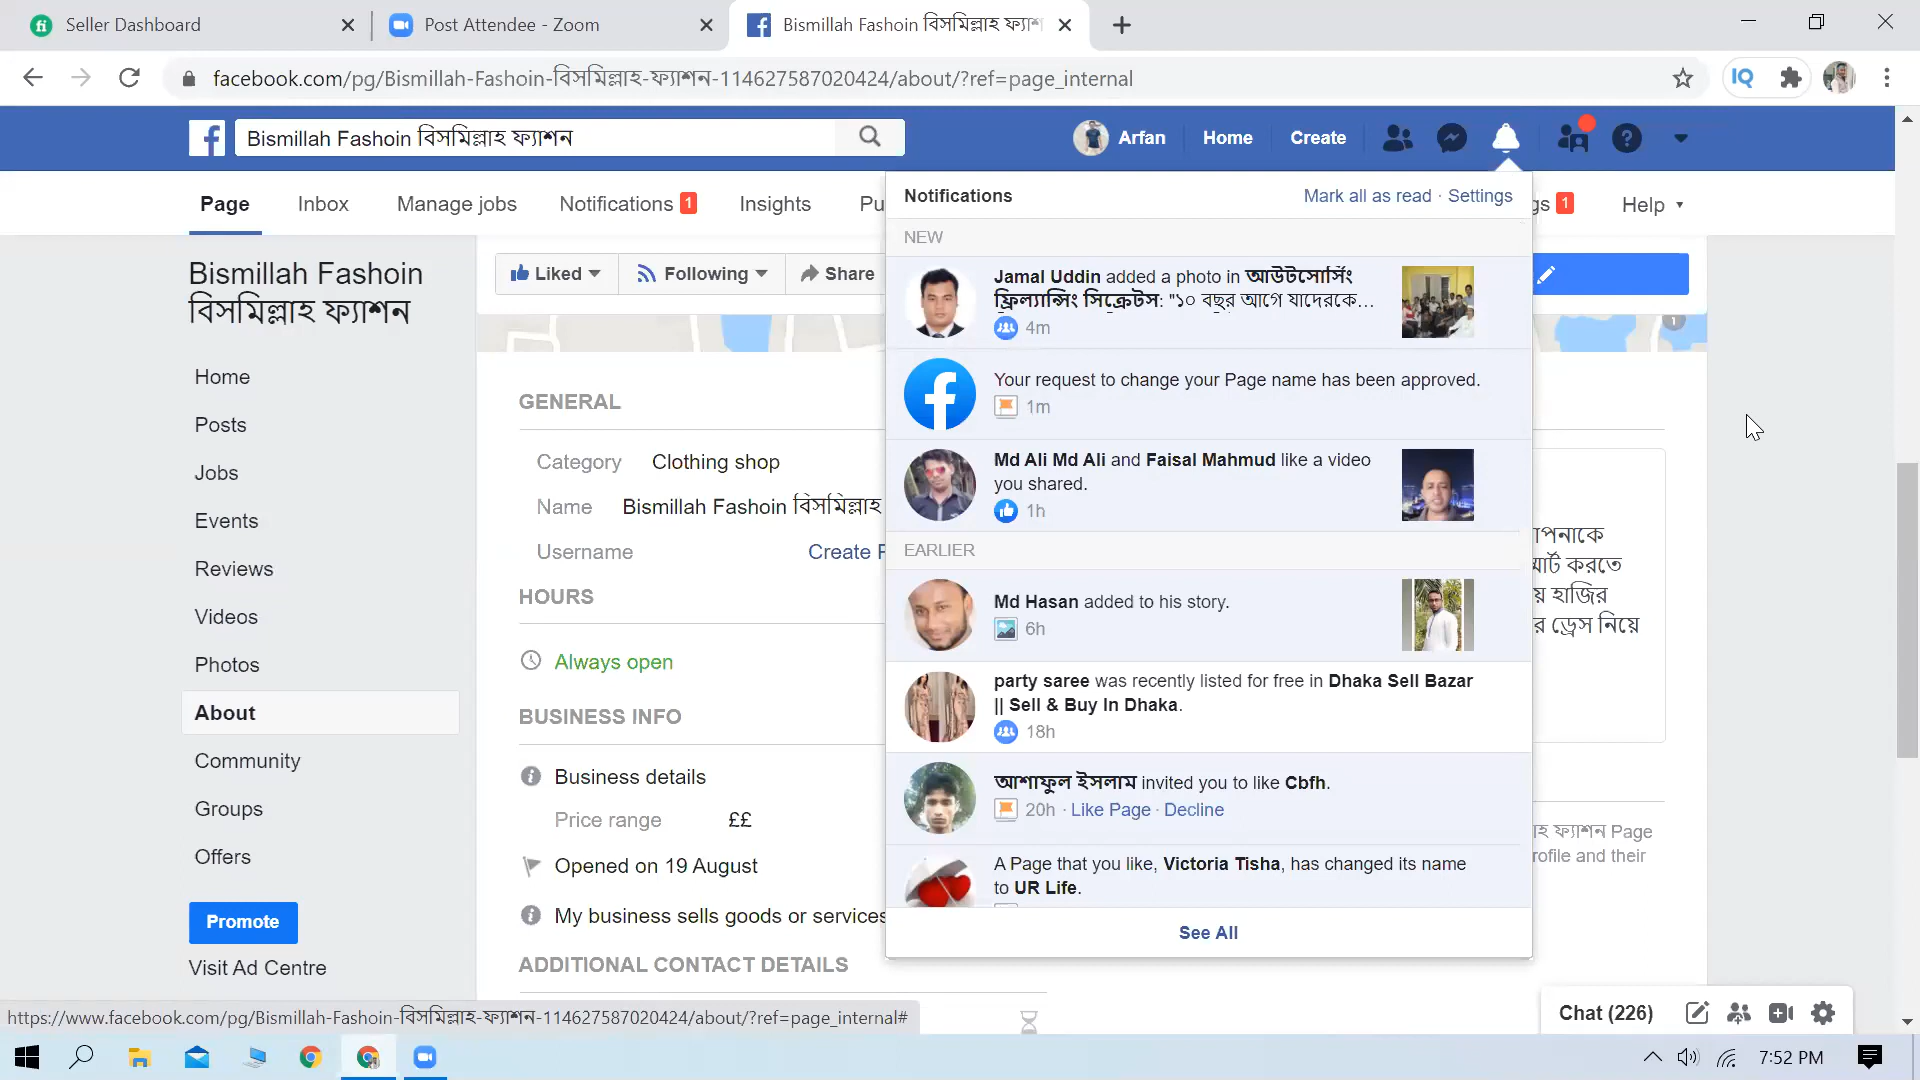 Seller Dashboard
Post Attendee - Zoom
Bismillah Fashoin বিসমিল্লাহ ফ্যাশ
facebook.com/pg/Bismillah-Fashoin-বিসমিল্লাহ-ফ্যাশন-114627587020424/about/?ref=page_internal
IQ
Bismillah Fashoin বিসমিল্লাহ ফ্যাশন
Arfan
Home
Create
Page
Inbox
Manage jobs
Notifications 1
Insights
Pu
gs 1
Help
Bismillah Fashoin
বিসমিল্লাহ ফ্যাশন
Home
Posts
Jobs
Events
Reviews
Videos
Photos
About
Community
Groups
Offers
Promote
Visit Ad Centre
Liked
Following
Share
GENERAL
Category Clothing shop
Name Bismillah Fashoin বিসমিল্লাহ
Username Create P
HOURS
Always open
BUSINESS INFO
Business details
Price range ££
Opened on 19 August
My business sells goods or services
ADDITIONAL CONTACT DETAILS
Notifications
Mark all as read · Settings
NEW
Jamal Uddin added a photo in আউটসোর্সিং
ফ্রিল্যান্সিং সিক্রেটস: "১০ বছর আগে যাদেরকে...
4m
Your request to change your Page name has been approved.
1m
Md Ali Md Ali and Faisal Mahmud like a video
you shared.
1h
EARLIER
Md Hasan added to his story.
6h
party saree was recently listed for free in Dhaka Sell Bazar
|| Sell & Buy In Dhaka.
18h
আশাফুল ইসলাম invited you to like Cbfh.
20h · Like Page · Decline
A Page that you like, Victoria Tisha, has changed its name
to UR Life.
See All
1
পনাকে
মার্ট করতে
য় হাজির
র ড্রেস নিয়ে
হ ফ্যাশন Page
rofile and their
Chat (226)
https://www.facebook.com/pg/Bismillah-Fashoin-বিসমিল্লাহ-ফ্যাশন-114627587020424/about/?ref=page_internal#
7:52 PM